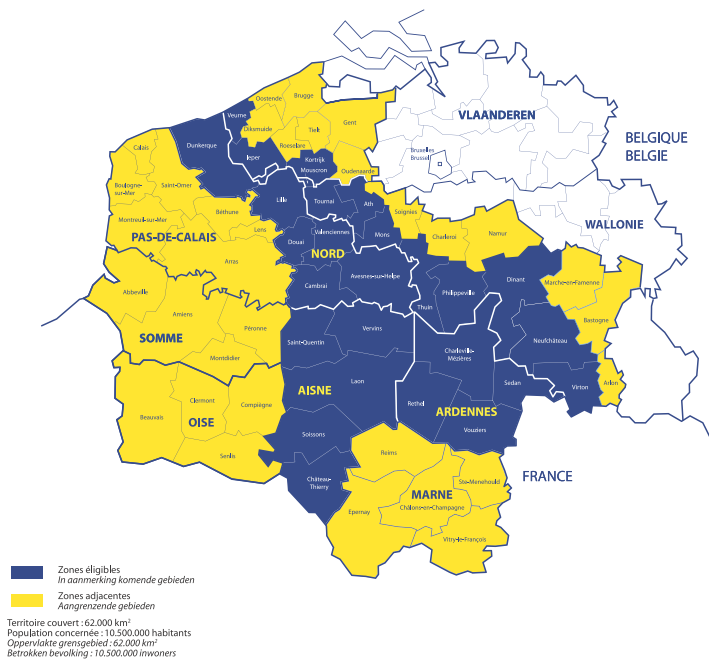 Oostende
Brugge
Veurne
Diksmuide
Tielt
Gent
VLAANDEREN
Dunkerque
Roeselare
BELGIQUE
BELGIE
Calais
Ieper
Kortrijk
Mouscron
Oudenaarde
Bruxelles
Brussel
Boulogne-
sur-Mer
Saint-Omer
Lille
Tournai
Ath
Soignies
Montreuil-sur-Mer
Béthune
Lens
Valenciennes
Mons
Charleroi
Namur
WALLONIE
PAS-DE-CALAIS
Douai
NORD
Arras
Cambrai
Avesnes-sur-Helpe
Thuin
Philippeville
Dinant
Marche-en-Famenne
Abbeville
Amiens
Péronne
Bastogne
SOMME
Saint-Quentin
Vervins
Neufchâteau
Montdidier
Charleville-
Mézières
Laon
Sedan
Virton
Arlon
Clermont
Compiègne
AISNE
Beauvais
OISE
Rethel
ARDENNES
Vouziers
Senlis
Soissons
Reims
FRANCE
Château-
Thierry
Ste-Menehould
MARNE
Epernay
Châlons-en-Champagne
Vitry-le-François
Zones éligibles
In aanmerking komende gebieden
Zones adjacentes
Aangrenzende gebieden
Territoire couvert : 62.000 km²
Population concernée : 10.500.000 habitants
Oppervlakte grensgebied : 62.000 km²
Betrokken bevolking : 10.500.000 inwoners